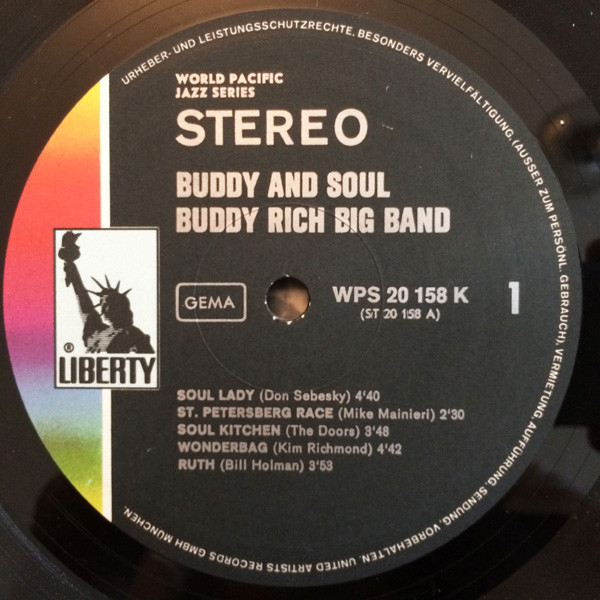 WORLD PACIFIC
JAZZ SERIES
STEREO
BUDDY AND SOUL
BUDDY RICH BIG BAND
GEMA
WPS 20 158 K
(ST 20 158 A)
1
® LIBERTY
SOUL LADY (Don Sebesky) 4'40
ST. PETERSBERG RACE (Mike Mainieri) 2'30
SOUL KITCHEN (The Doors) 3'48
WONDERBAG (Kim Richmond) 4'42
RUTH (Bill Holman) 3'53
URHEBER- UND LEISTUNGSSCHUTZRECHTE, BESONDERS VERVIELFÄLTIGUNG, (AUSSER ZUM PERSÖNL. GEBRAUCH), VERMIETUNG, AUFFÜHRUNG, SENDUNG, VORBEHALTEN. UNITED ARTISTS RECORDS GMBH MÜNCHEN.